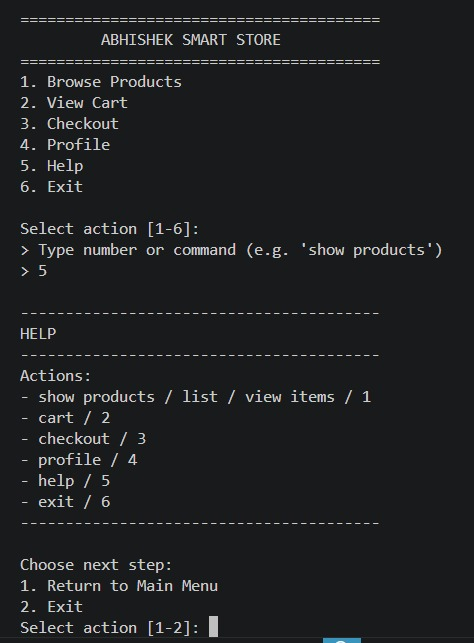 ========================================
ABHISHEK SMART STORE
========================================
1. Browse Products
2. View Cart
3. Checkout
4. Profile
5. Help
6. Exit
Select action [1-6]:
> Type number or command (e.g. 'show products')
> 5
----------------------------------------
HELP
----------------------------------------
Actions:
- show products / list / view items / 1
- cart / 2
- checkout / 3
- profile / 4
- help / 5
- exit / 6
----------------------------------------
Choose next step:
1. Return to Main Menu
2. Exit
Select action [1-2]: